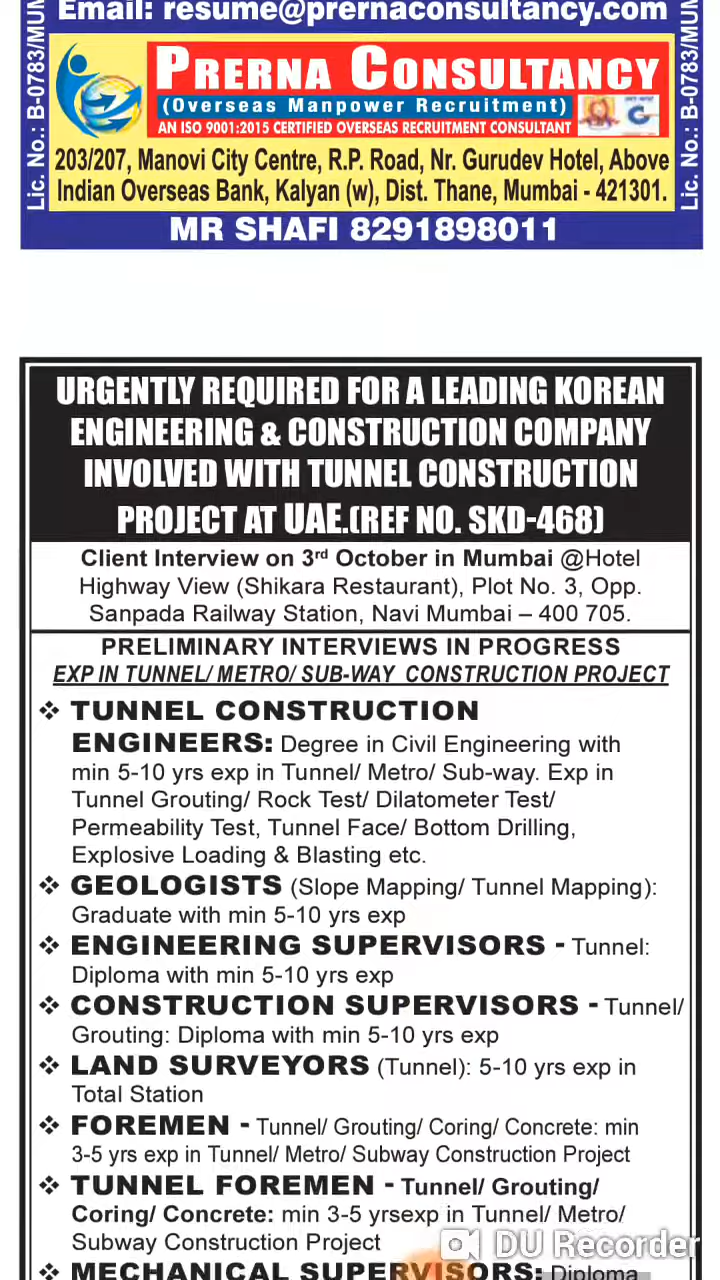 Email: resume@prernaconsultancy.com
Lic. No.: B-0783/MUM
PRERNA CONSULTANCY
(Overseas Manpower Recruitment)
AN ISO 9001:2015 CERTIFIED OVERSEAS RECRUITMENT CONSULTANT
203/207, Manovi City Centre, R.P. Road, Nr. Gurudev Hotel, Above
Indian Overseas Bank, Kalyan (w), Dist. Thane, Mumbai - 421301.
Lic. No.: B-0783/MUM
MR SHAFI 8291898011
URGENTLY REQUIRED FOR A LEADING KOREAN
ENGINEERING & CONSTRUCTION COMPANY
INVOLVED WITH TUNNEL CONSTRUCTION
PROJECT AT UAE.(REF NO. SKD-468)
Client Interview on 3rd October in Mumbai @Hotel
Highway View (Shikara Restaurant), Plot No. 3, Opp.
Sanpada Railway Station, Navi Mumbai – 400 705.
PRELIMINARY INTERVIEWS IN PROGRESS
EXP IN TUNNEL/ METRO/ SUB-WAY CONSTRUCTION PROJECT
❖ TUNNEL CONSTRUCTION
ENGINEERS: Degree in Civil Engineering with
min 5-10 yrs exp in Tunnel/ Metro/ Sub-way. Exp in
Tunnel Grouting/ Rock Test/ Dilatometer Test/
Permeability Test, Tunnel Face/ Bottom Drilling,
Explosive Loading & Blasting etc.
❖ GEOLOGISTS (Slope Mapping/ Tunnel Mapping):
Graduate with min 5-10 yrs exp
❖ ENGINEERING SUPERVISORS - Tunnel:
Diploma with min 5-10 yrs exp
❖ CONSTRUCTION SUPERVISORS - Tunnel/
Grouting: Diploma with min 5-10 yrs exp
❖ LAND SURVEYORS (Tunnel): 5-10 yrs exp in
Total Station
❖ FOREMEN - Tunnel/ Grouting/ Coring/ Concrete: min
3-5 yrs exp in Tunnel/ Metro/ Subway Construction Project
❖ TUNNEL FOREMEN - Tunnel/ Grouting/
Coring/ Concrete: min 3-5 yrsexp in Tunnel/ Metro/
Subway Construction Project
DU Recorder
❖ MECHANICAL SUPERVISORS: Diploma